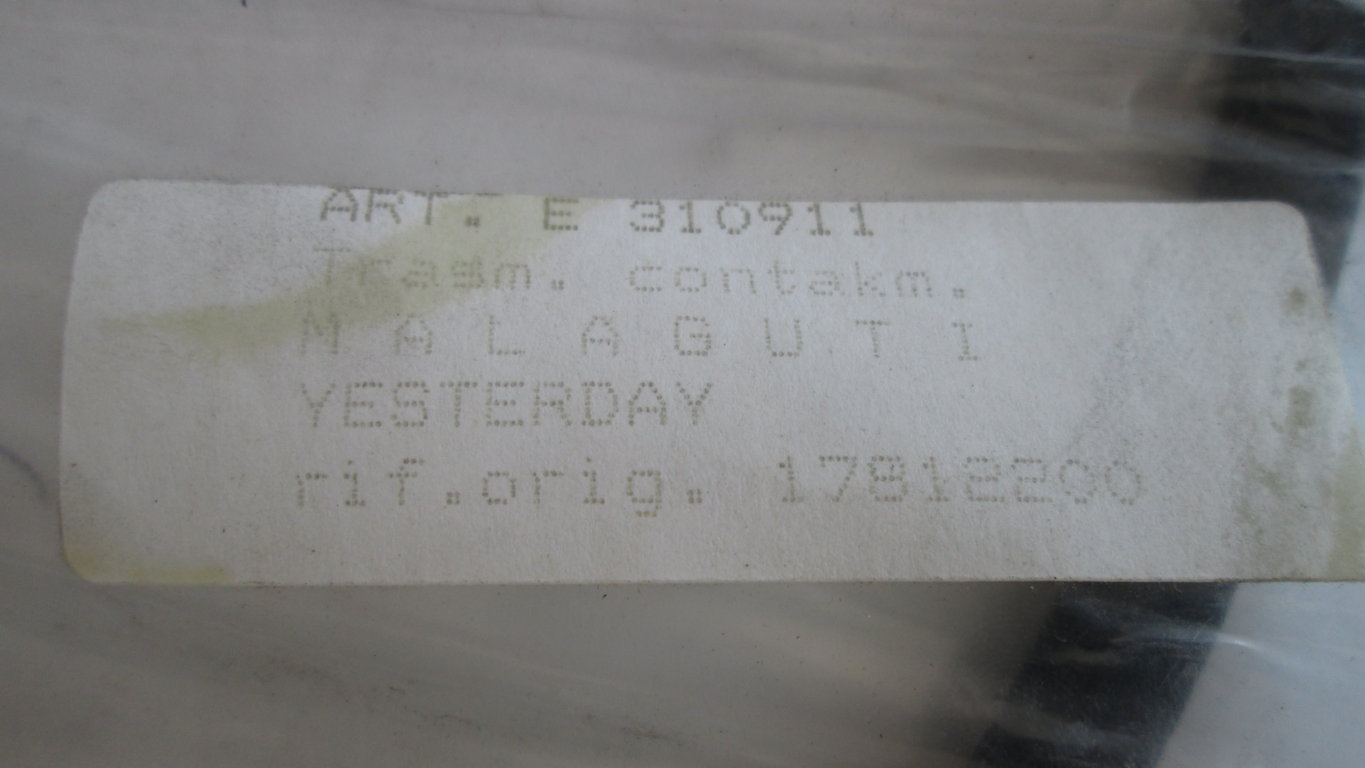 ART. E 310911
Trasm. contakm.
M A L A G U T I
YESTERDAY
rif.orig. 17812200